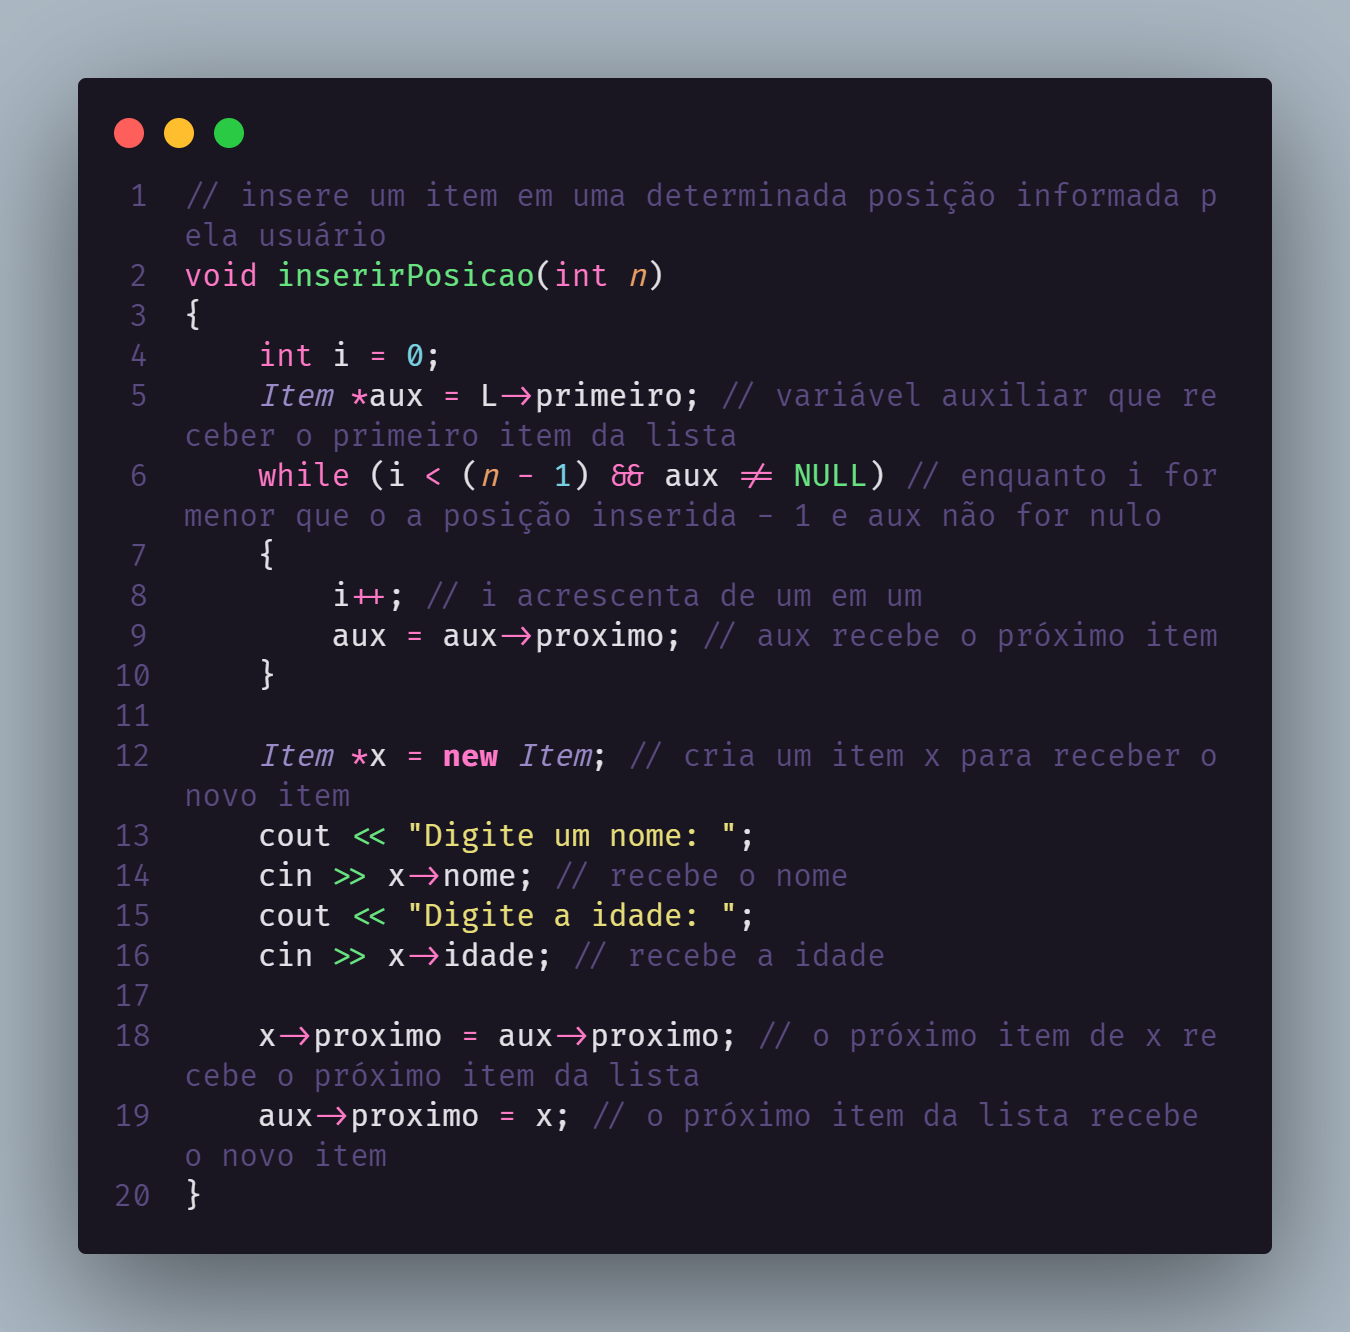 1 // insere um item em uma determinada posição informada p
ela usuário
2 void inserirPosicao(int n)
3 {
4     int i = 0;
5     Item *aux = L->primeiro; // variável auxiliar que re
ceber o primeiro item da lista
6     while (i < (n - 1) && aux != NULL) // enquanto i for
menor que o a posição inserida - 1 e aux não for nulo
7     {
8         i++; // i acrescenta de um em um
9         aux = aux->proximo; // aux recebe o próximo item
10     }
11
12     Item *x = new Item; // cria um item x para receber o
novo item
13     cout << "Digite um nome: ";
14     cin >> x->nome; // recebe o nome
15     cout << "Digite a idade: ";
16     cin >> x->idade; // recebe a idade
17
18     x->proximo = aux->proximo; // o próximo item de x re
cebe o próximo item da lista
19     aux->proximo = x; // o próximo item da lista recebe
o novo item
20 }